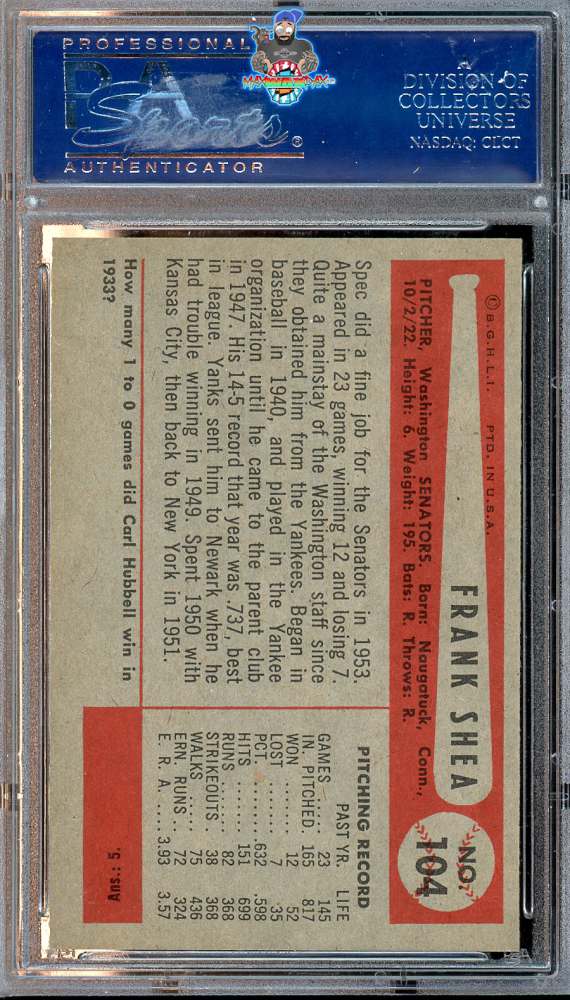 PROFESSIONAL
PSA
Sports
®
AUTHENTICATOR
A
DIVISION OF
COLLECTORS
UNIVERSE
NASDAQ: CLCT
© B.G.H.L.I. PTD. IN U.S.A.
FRANK SHEA
NO.
104
PITCHER, Washington SENATORS. Born: Naugatuck, Conn.,
10/2/22. Height: 6. Weight: 195. Bats: R. Throws: R.
Spec did a fine job for the Senators in 1953.
Appeared in 23 games, winning 12 and losing 7.
Quite a mainstay of the Washington staff since
they obtained him from the Yankees. Began in
baseball in 1940, and played in the Yankee
organization until he came to the parent club
in 1947. His 14-5 record that year was .737, best
in league. Yanks sent him to Newark when he
had trouble winning in 1949. Spent 1950 with
Kansas City, then back to New York in 1951.
PITCHING RECORD
PAST YR. LIFE
GAMES .... 23 145
IN. PITCHED. 165 817
WON ...... 12 52
LOST ....... 7 35
PCT. ....... .632 .598
HITS ...... 151 699
RUNS ..... 82 368
STRIKEOUTS 38 368
WALKS .... 75 436
ERN. RUNS 72 324
E. R. A. .... 3.93 3.57
How many 1 to 0 games did Carl Hubbell win in
1933?
Ans.: 5.